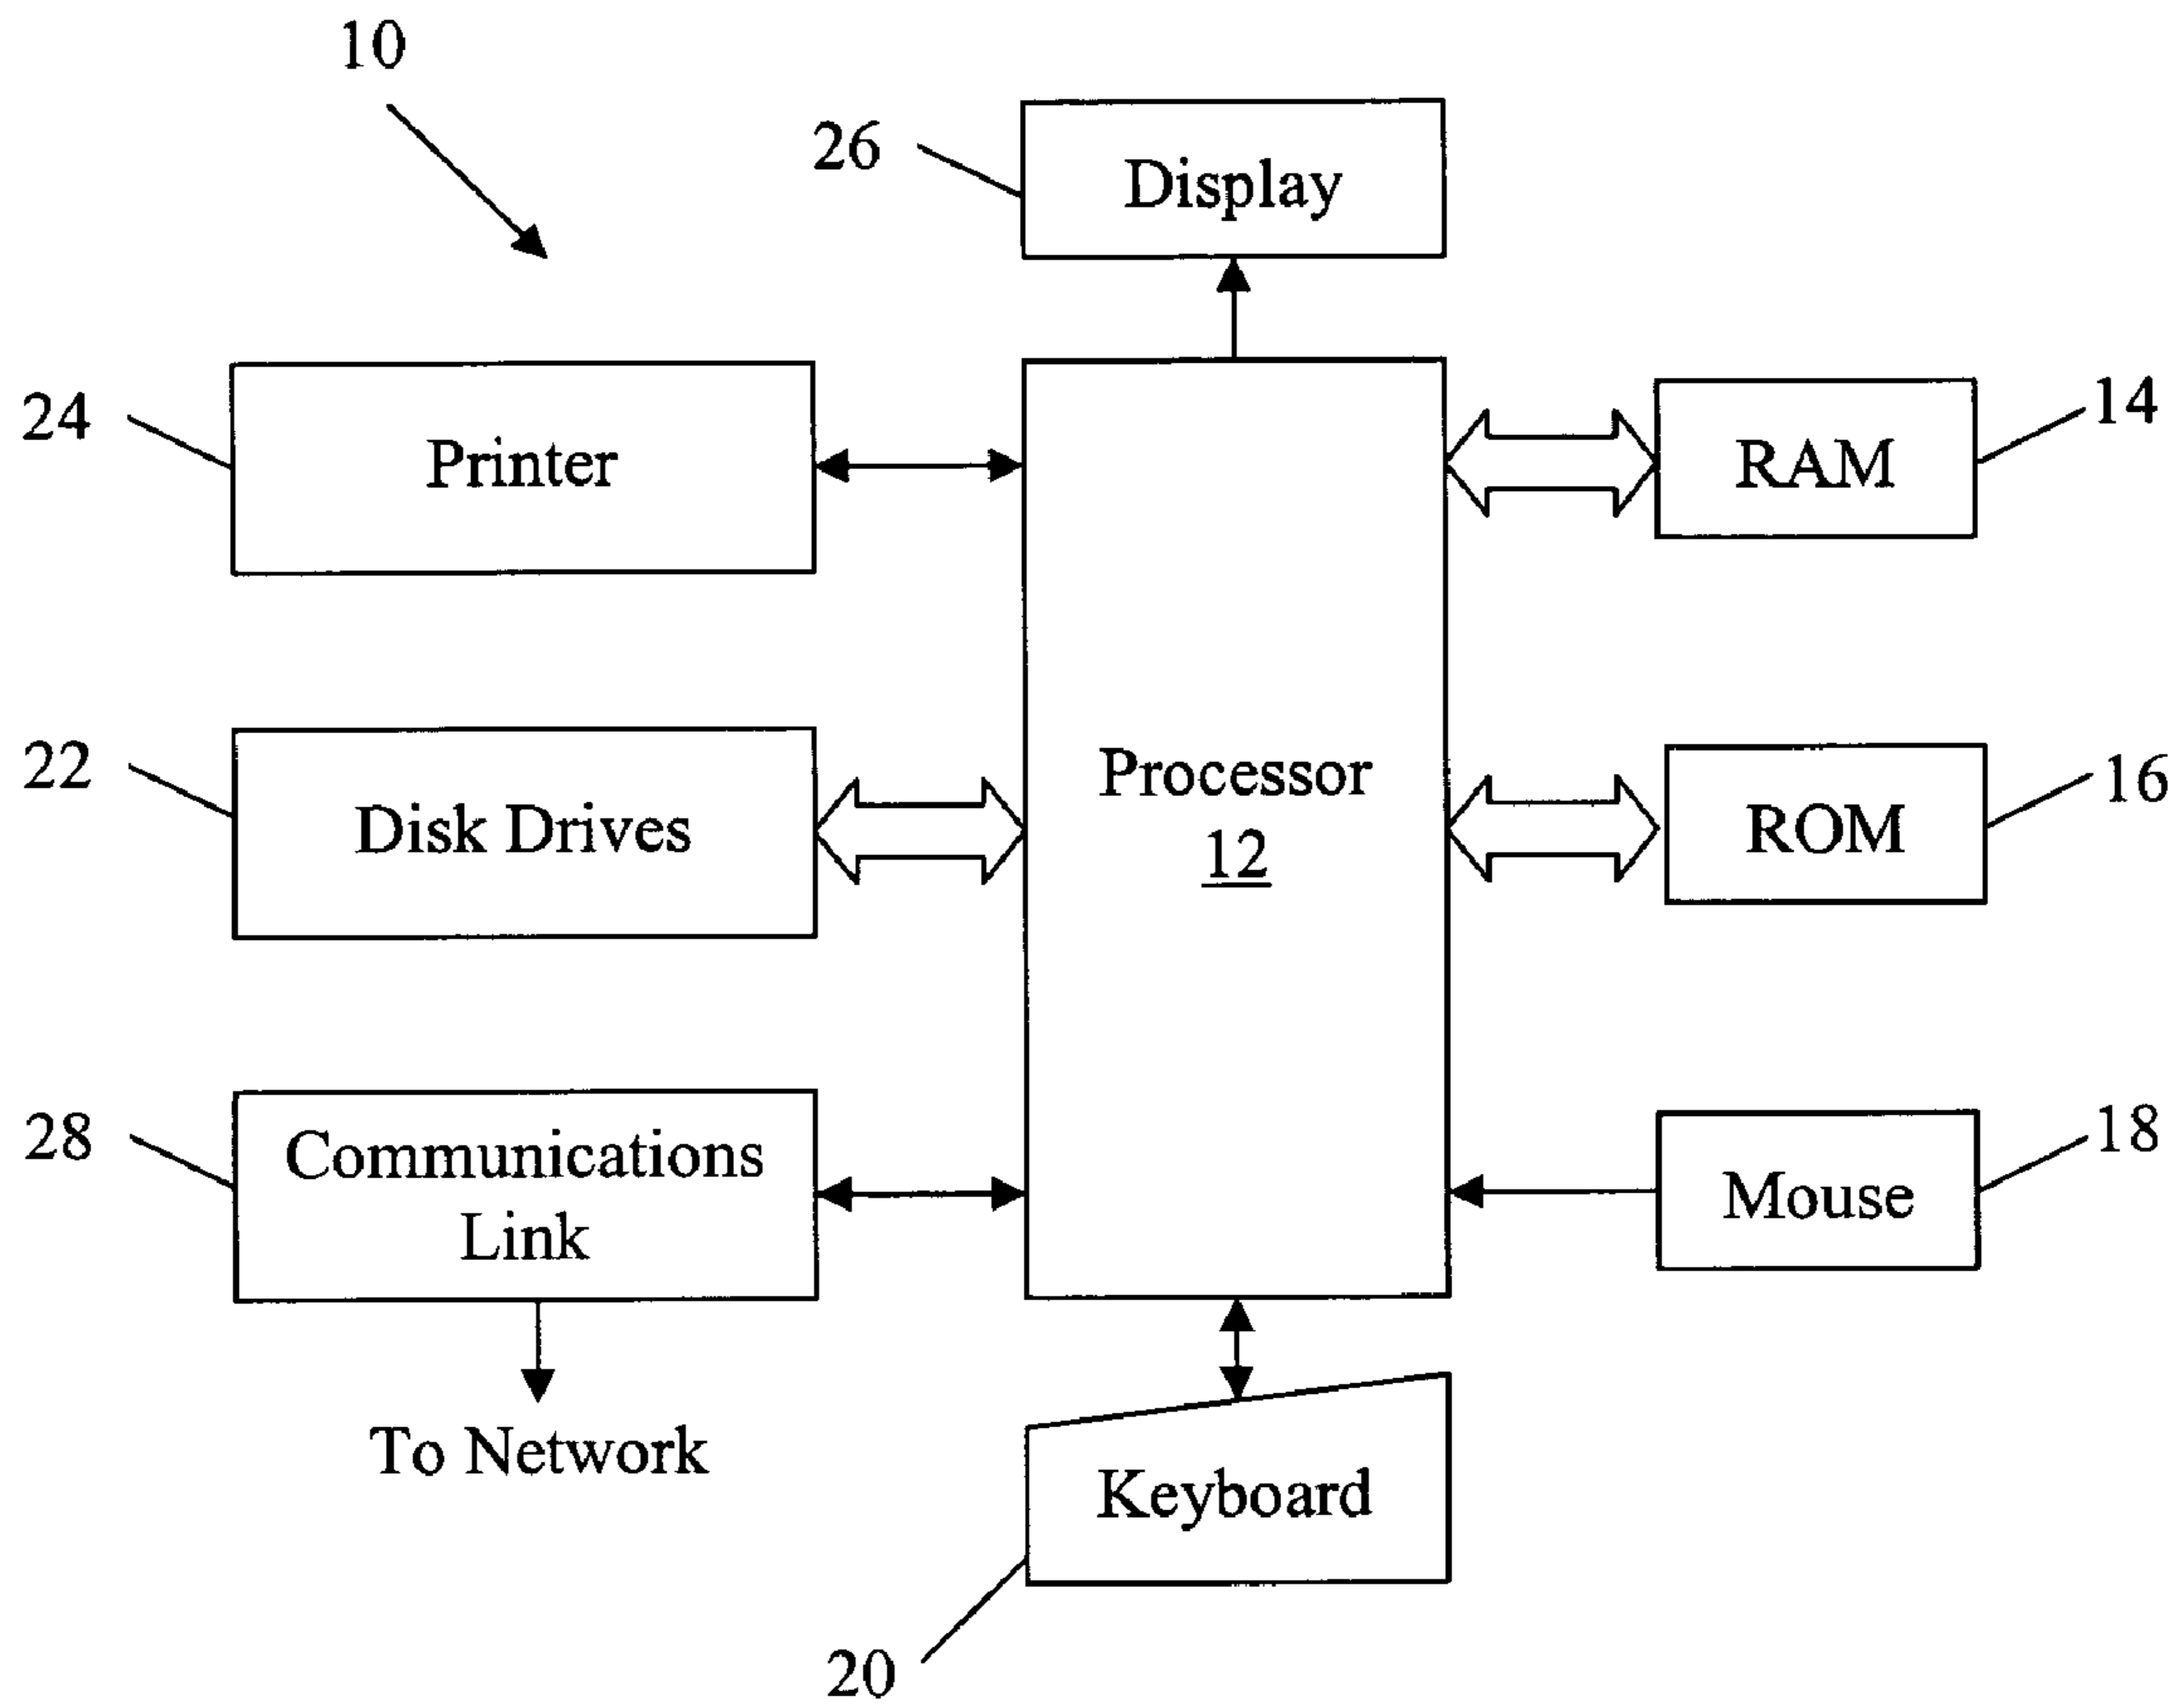 10
26
Display
24
Printer
RAM
14
22
Disk Drives
Processor
12
ROM
16
28
Communications
Link
Mouse
18
To Network
Keyboard
20